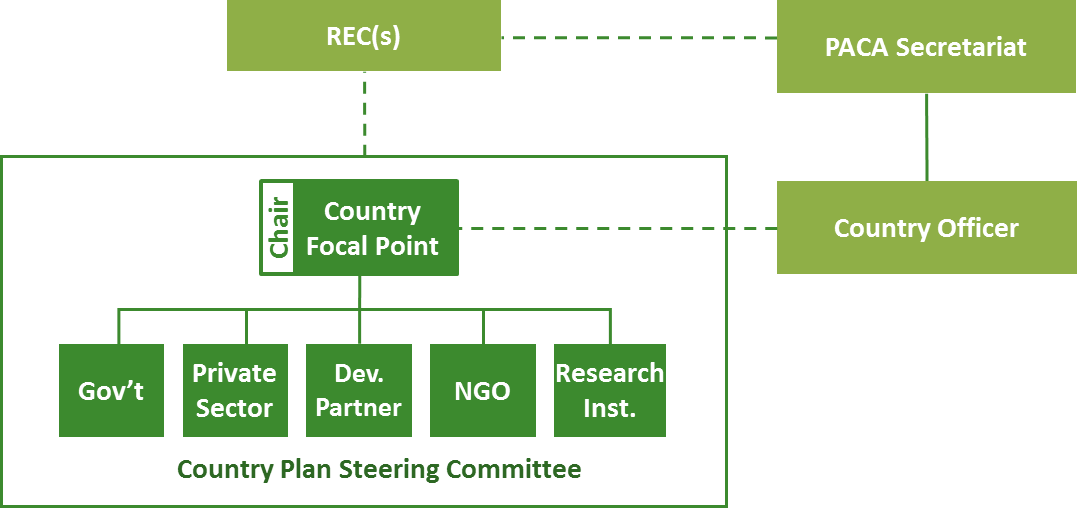 REC(s)
PACA Secretariat
Chair
Country
Focal Point
Country Officer
Gov’t
Private
Sector
Dev.
Partner
NGO
Research
Inst.
Country Plan Steering Committee